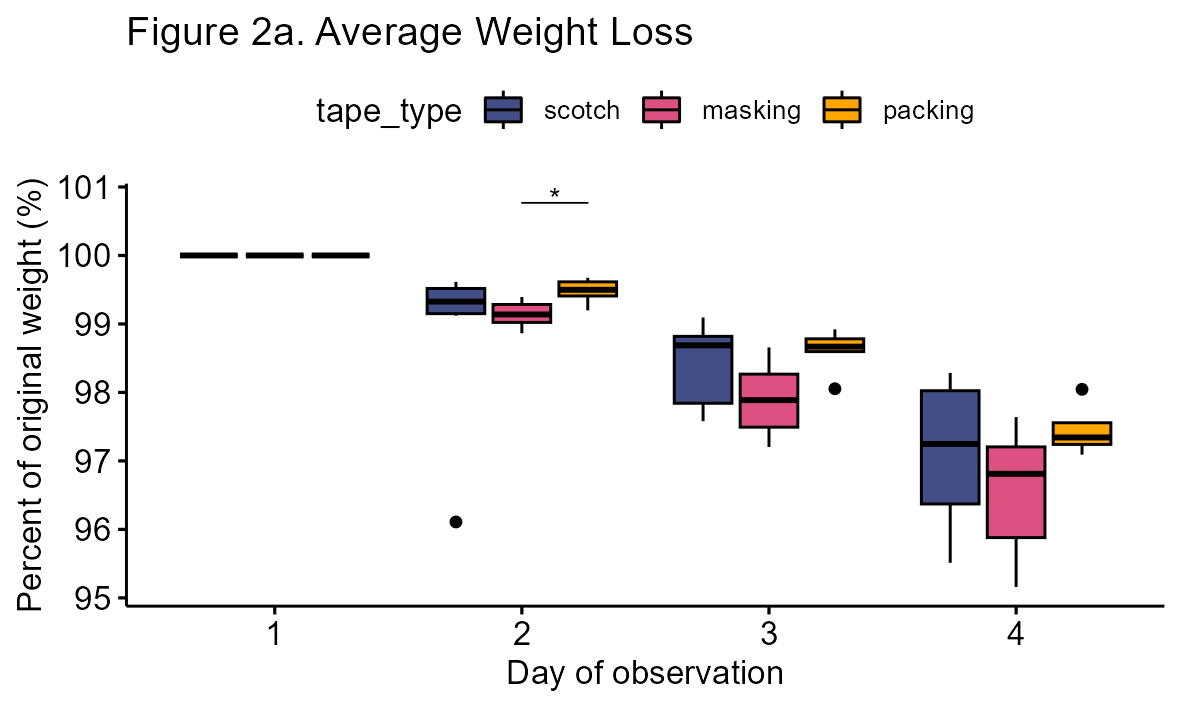 Figure 2a. Average Weight Loss
tape_type scotch masking packing
Percent of original weight (%)
101
100
99
98
97
96
95
*
1 2 3 4
Day of observation